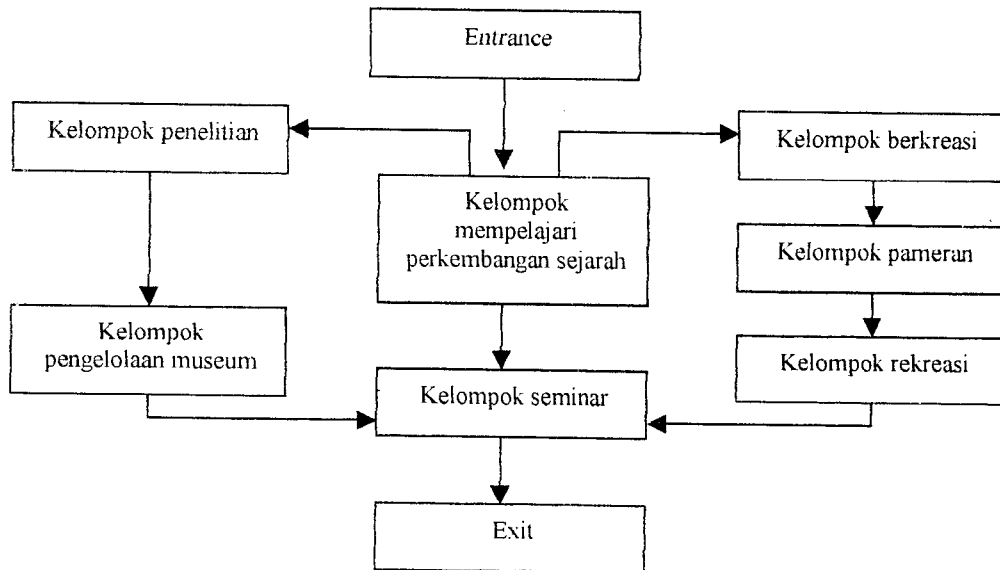 Entrance
Kelompok penelitian
Kelompok berkreasi
Kelompok
mempelajari
perkembangan sejarah
Kelompok pameran
Kelompok
pengelolaan museum
Kelompok rekreasi
Kelompok seminar
Exit